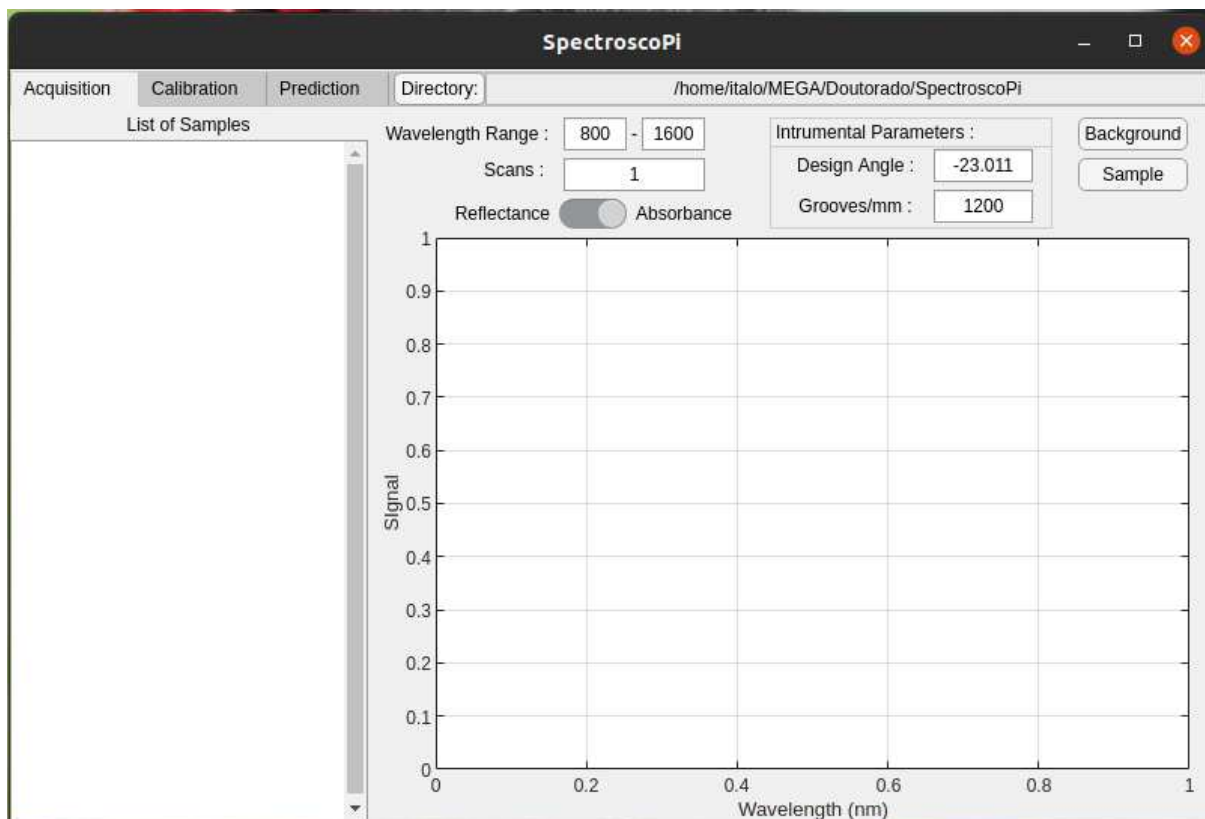 SpectroscoPi
Acquisition Calibration Prediction Directory: /home/italo/MEGA/Doutorado/SpectroscoPi
List of Samples
Wavelength Range : 800 - 1600
Scans : 1
Reflectance Absorbance
Intrumental Parameters :
Design Angle : -23.011
Grooves/mm : 1200
Background
Sample
1
0.9
0.8
0.7
0.6
0.5
0.4
0.3
0.2
0.1
0
SIgnal
0 0.2 0.4 0.6 0.8 1
Wavelength (nm)